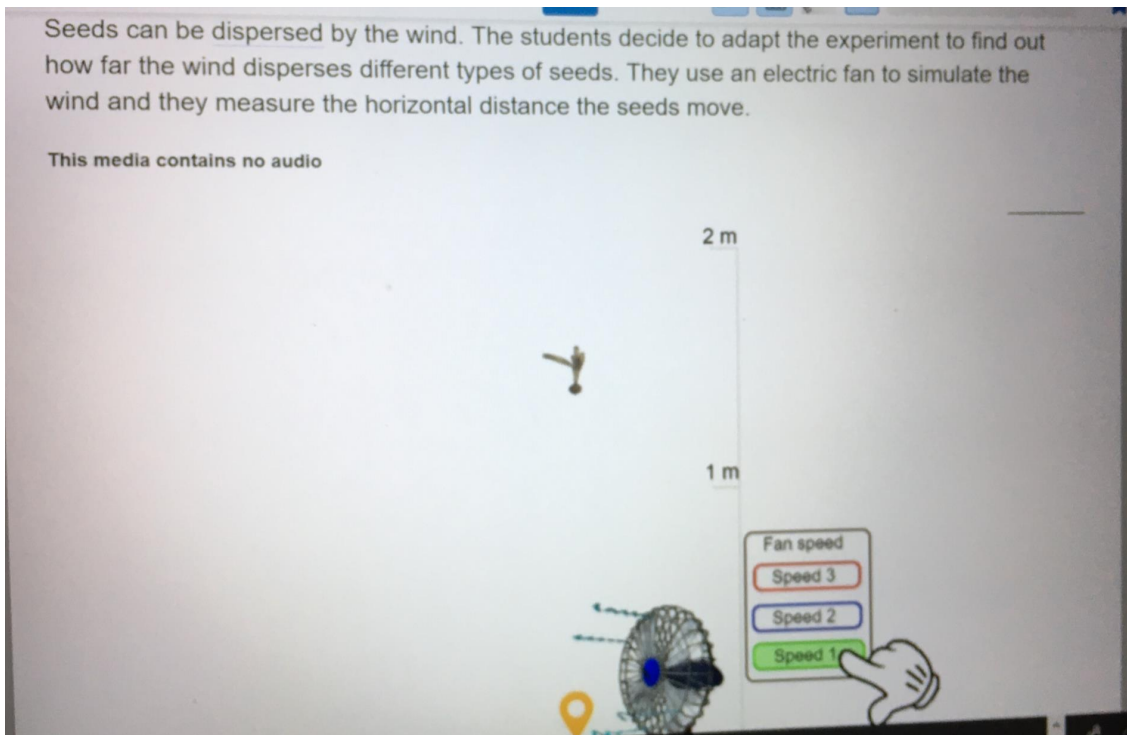 Seeds can be dispersed by the wind. The students decide to adapt the experiment to find out
how far the wind disperses different types of seeds. They use an electric fan to simulate the
wind and they measure the horizontal distance the seeds move.
This media contains no audio
2 m
1 m
Fan speed
Speed 3
Speed 2
Speed 1